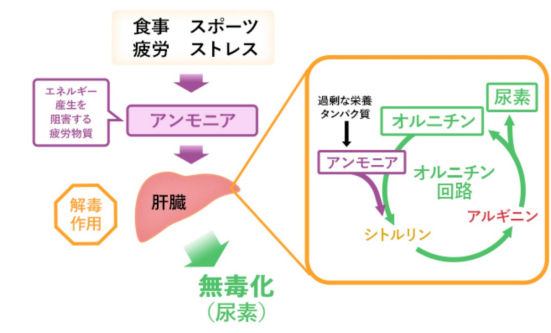 食事 スポーツ
疲労 ストレス
エネルギー
産生を
阻害する
疲労物質
アンモニア
解毒
作用
肝臓
無毒化
（尿素）
過剰な栄養
タンパク質
オルニチン
尿素
アンモニア
オルニチン
回路
アルギニン
シトルリン